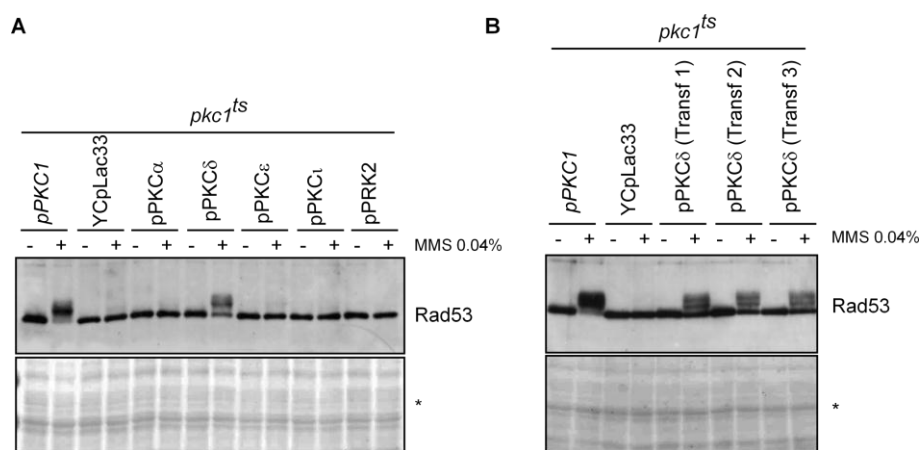 A
pkc1ts
pPKC1 YCpLac33 pPKCα pPKCδ pPKCε pPKCι pPRK2
- + - + - + - + - + - + - + MMS 0.04%
Rad53
*
B
pkc1ts
pPKC1 YCpLac33 pPKCδ (Transf 1) pPKCδ (Transf 2) pPKCδ (Transf 3)
- + - + - + - + - + MMS 0.04%
Rad53
*